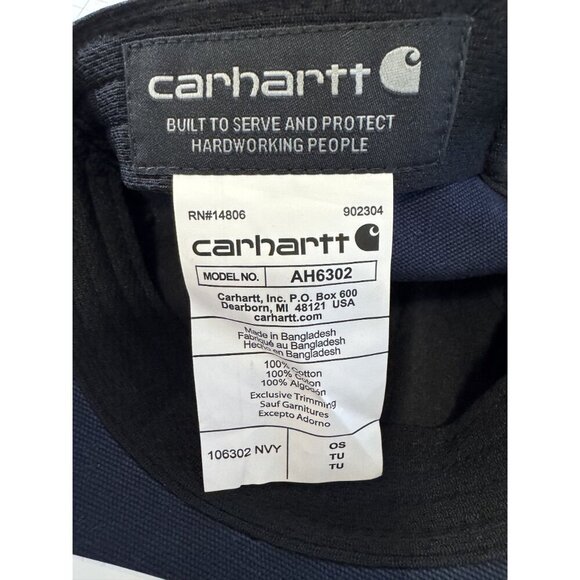 carhartt
BUILT TO SERVE AND PROTECT
HARDWORKING PEOPLE
RN#14806 902304
carhartt
MODEL NO. AH6302
Carhartt, Inc. P.O. Box 600
Dearborn, MI 48121 USA
carhartt.com
Made in Bangladesh
Fabriqué au Bangladesh
Hecho en Bangladesh
100% Cotton
100% Coton
100% Algodon
Exclusive Trimming
Sauf Garnitures
Excepto Adorno
106302 NVY OS
TU
TU